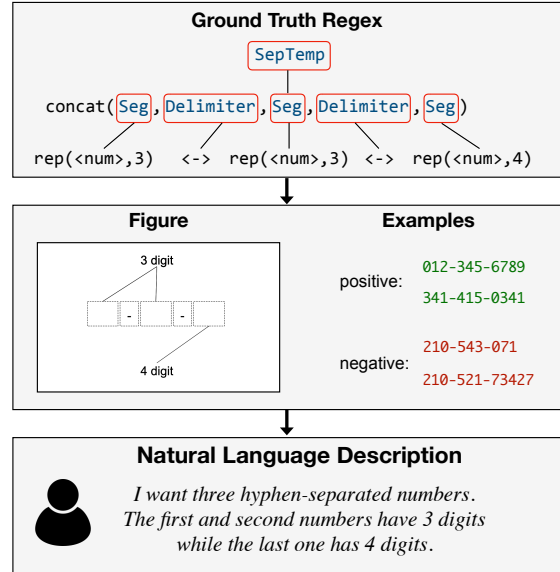 Ground Truth Regex
SepTemp
concat(Seg,Delimiter,Seg,Delimiter,Seg)
rep(<num>,3) <-> rep(<num>,3) <-> rep(<num>,4)
Figure Examples
3 digit
- -
4 digit
positive: 012-345-6789
341-415-0341
negative: 210-543-071
210-521-73427
Natural Language Description
I want three hyphen-separated numbers.
The first and second numbers have 3 digits
while the last one has 4 digits.